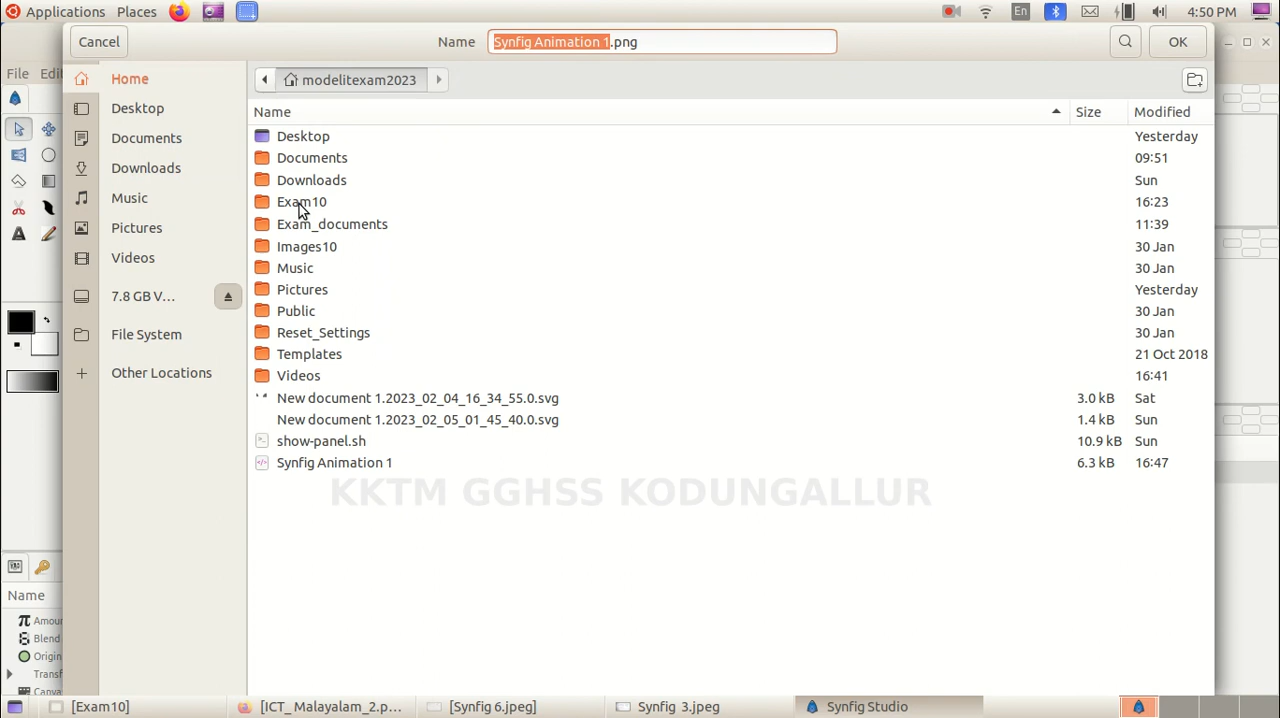 Applications Places En 4:50 PM
Cancel Name Synfig Animation 1.png OK
File Edi
Home
Desktop
Documents
Downloads
Music
Pictures
Videos
7.8 GB V...
File System
Other Locations
modelitexam2023
Name Size Modified
Desktop Yesterday
Documents 09:51
Downloads Sun
Exam10 16:23
Exam_documents 11:39
Images10 30 Jan
Music 30 Jan
Pictures Yesterday
Public 30 Jan
Reset_Settings 30 Jan
Templates 21 Oct 2018
Videos 16:41
New document 1.2023_02_04_16_34_55.0.svg 3.0 kB Sat
New document 1.2023_02_05_01_45_40.0.svg 1.4 kB Sun
show-panel.sh 10.9 kB Sun
Synfig Animation 1 6.3 kB 16:47
KKTM GGHSS KODUNGALLUR
Name
Amou
Blend
Origin
Transf
Canva
[Exam10] [ICT_Malayalam_2.p... [Synfig 6.jpeg] Synfig 3.jpeg Synfig Studio